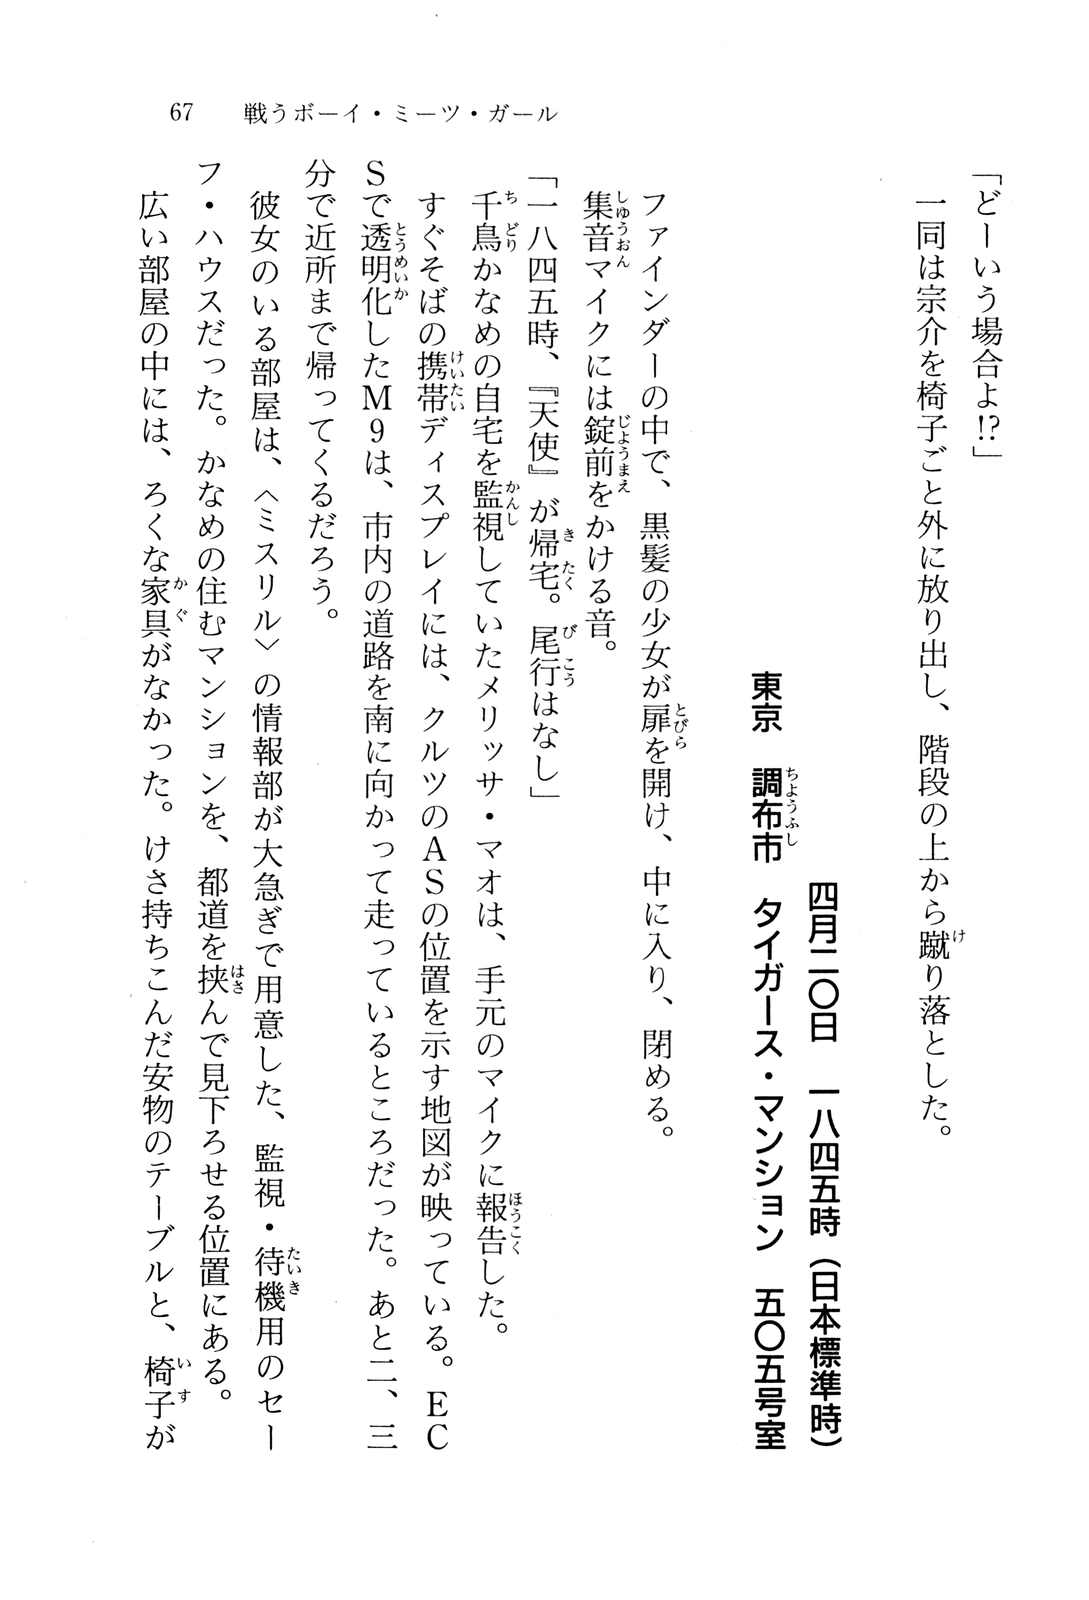 67　戦うボーイ・ミーツ・ガール
「どーいう場合よ!?」
一同は宗介を椅子ごと外に放り出し、階段の上から蹴り落とした。
四月二〇日　一八四五時（日本標準時）
東京　調布市　タイガース・マンション　五〇五号室
ファインダーの中で、黒髪の少女が扉を開け、中に入り、閉める。
集音マイクには錠前をかける音。
「一八四五時、『天使』が帰宅。尾行はなし」
千鳥かなめの自宅を監視していたメリッサ・マオは、手元のマイクに報告した。
すぐそばの携帯ディスプレイには、クルツのASの位置を示す地図が映っている。EC
Sで透明化したM9は、市内の道路を南に向かって走っているところだった。あと二、三
分で近所まで帰ってくるだろう。
彼女のいる部屋は、〈ミスリル〉の情報部が大急ぎで用意した、監視・待機用のセー
フ・ハウスだった。かなめの住むマンションを、都道を挟んで見下ろせる位置にある。
広い部屋の中には、ろくな家具がなかった。けさ持ちこんだ安物のテーブルと、椅子が